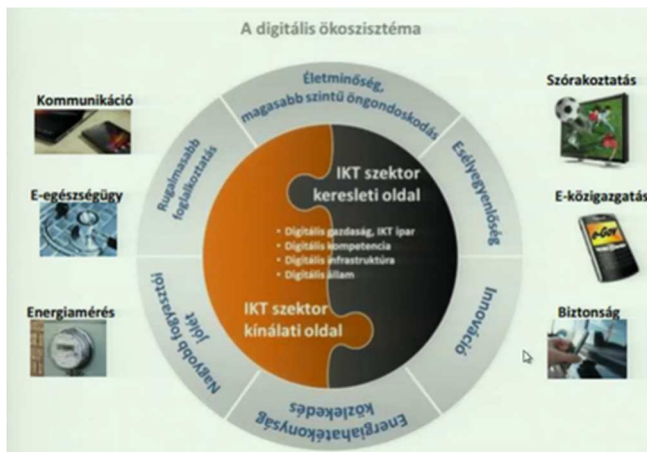 A digitális ökoszisztéma
Kommunikáció
E-egészségügy
Energiamérés
Életminőség,
magasabb szintű öngondoskodás
Esélyegyenlőség
Innováció
Energiahatékonyság
közlekedés
Nagyobb fogyasztói
jólét
Rugalmasabb
foglalkoztatás
IKT szektor
keresleti oldal
• Digitális gazdaság, IKT ipar
• Digitális kompetencia
• Digitális infrastruktúra
• Digitális állam
IKT szektor
kínálati oldal
Szórakoztatás
E-közigazgatás
e-Gov
Biztonság